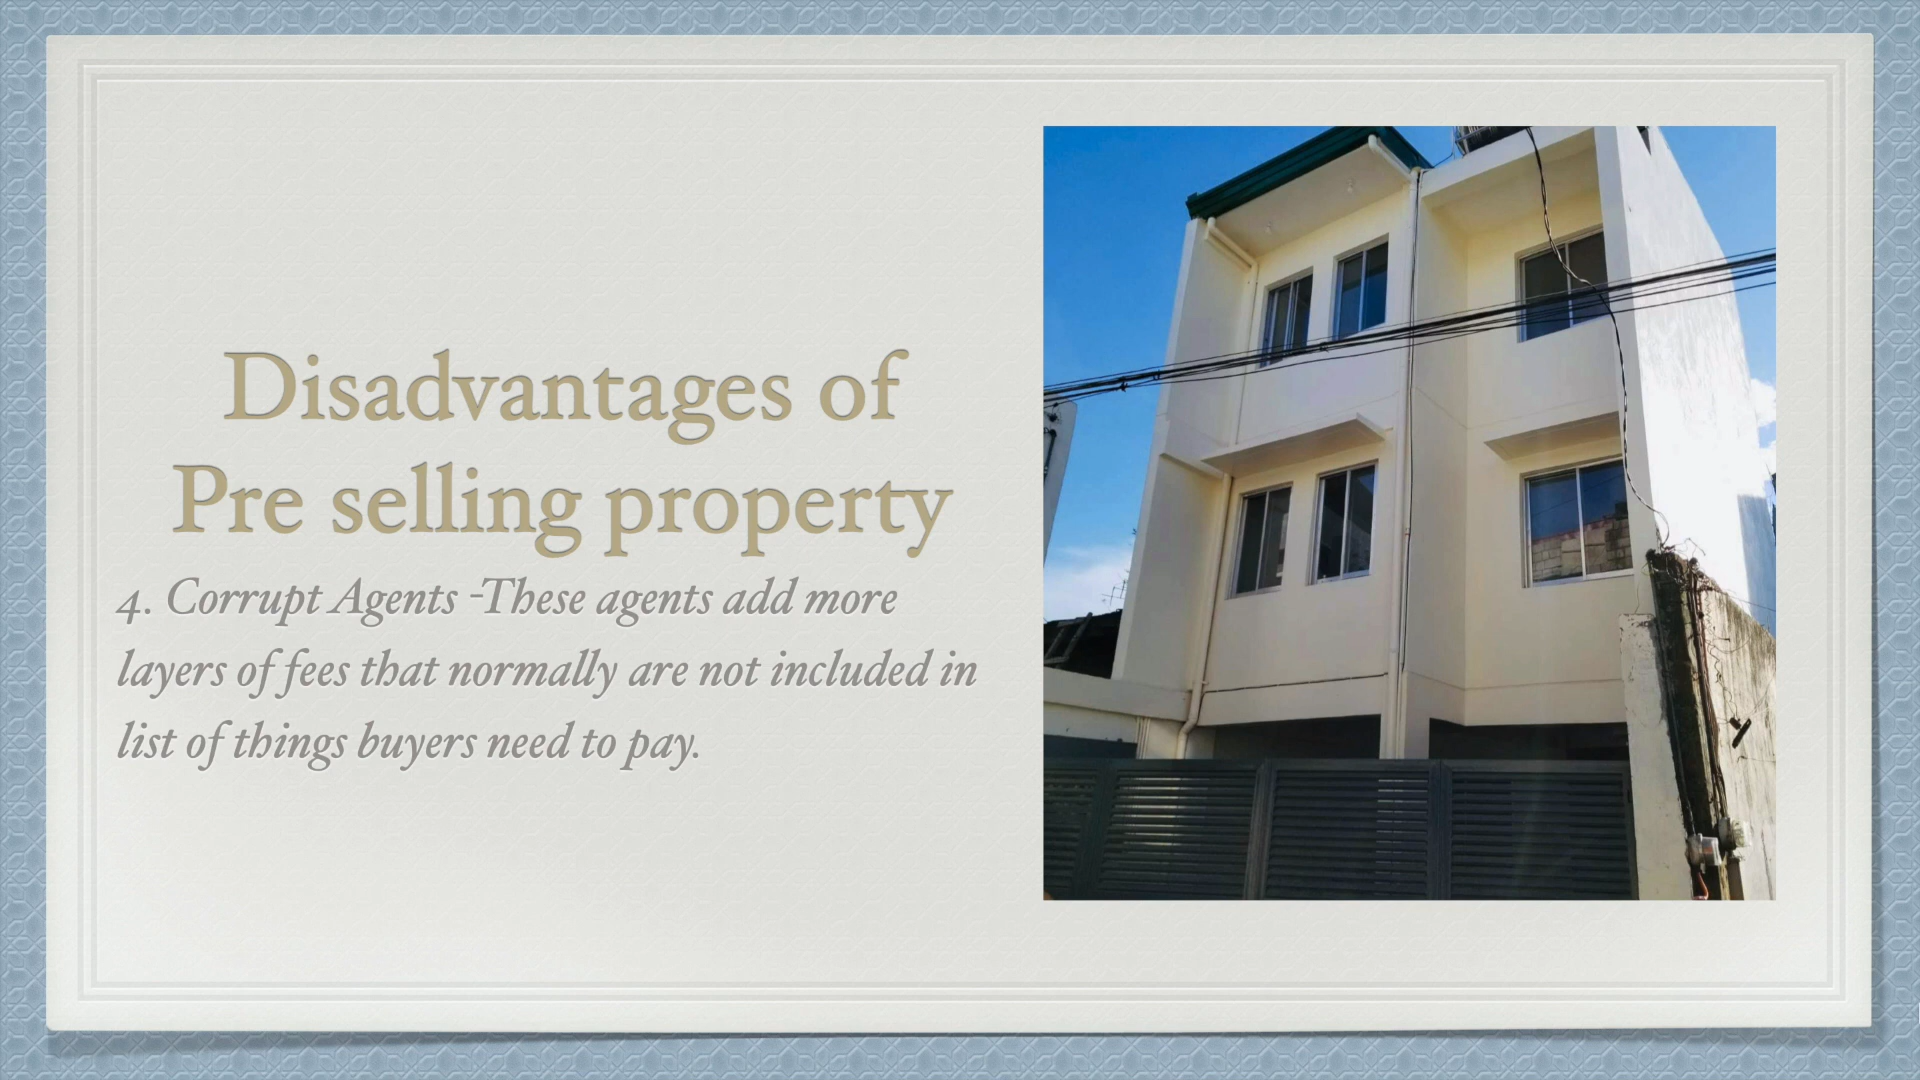 Disadvantages of
Pre selling property
4. Corrupt Agents -These agents add more
layers of fees that normally are not included in
list of things buyers need to pay.